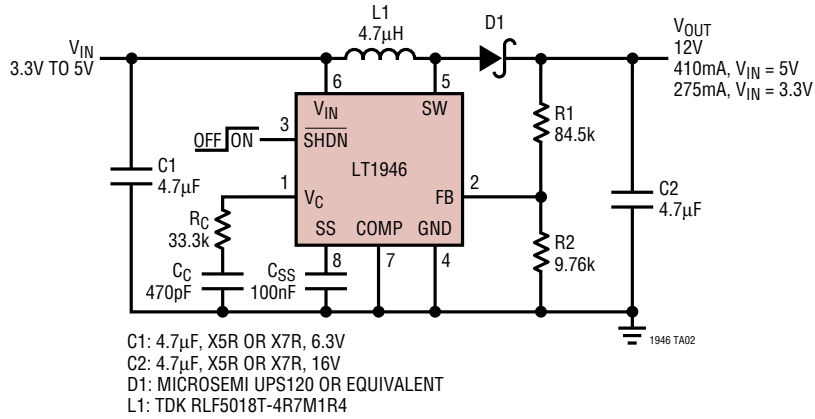 L1
4.7µH
D1
VIN
3.3V TO 5V
VOUT
12V
410mA, VIN = 5V
275mA, VIN = 3.3V
6
5
VIN
SW
R1
84.5k
3
OFF ON
SHDN
LT1946
C1
4.7µF
1
VC
FB
2
C2
4.7µF
RC
33.3k
SS
COMP
GND
R2
9.76k
8
7
4
CC
470pF
CSS
100nF
1946 TA02
C1: 4.7µF, X5R OR X7R, 6.3V
C2: 4.7µF, X5R OR X7R, 16V
D1: MICROSEMI UPS120 OR EQUIVALENT
L1: TDK RLF5018T-4R7M1R4